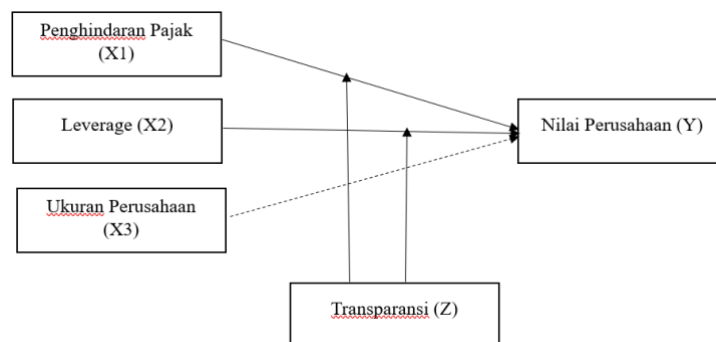 Penghindaran Pajak
(X1)
Leverage (X2)
Nilai Perusahaan (Y)
Ukuran Perusahaan
(X3)
Transparansi (Z)